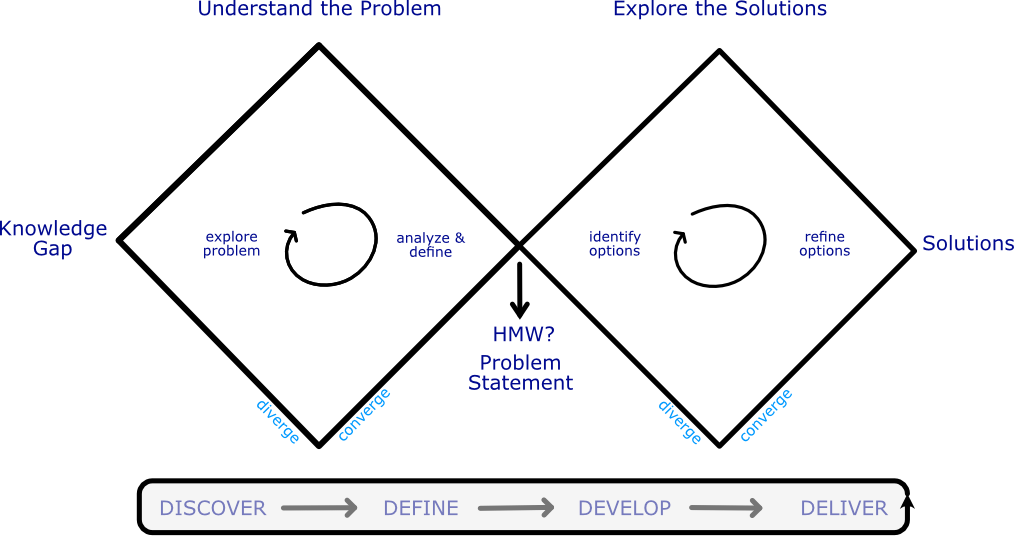 Understand the Problem
Explore the Solutions
Knowledge
Gap
explore
problem
analyze &
define
identify
options
refine
options
Solutions
HMW?
Problem
Statement
diverge
converge
diverge
converge
DISCOVER
DEFINE
DEVELOP
DELIVER